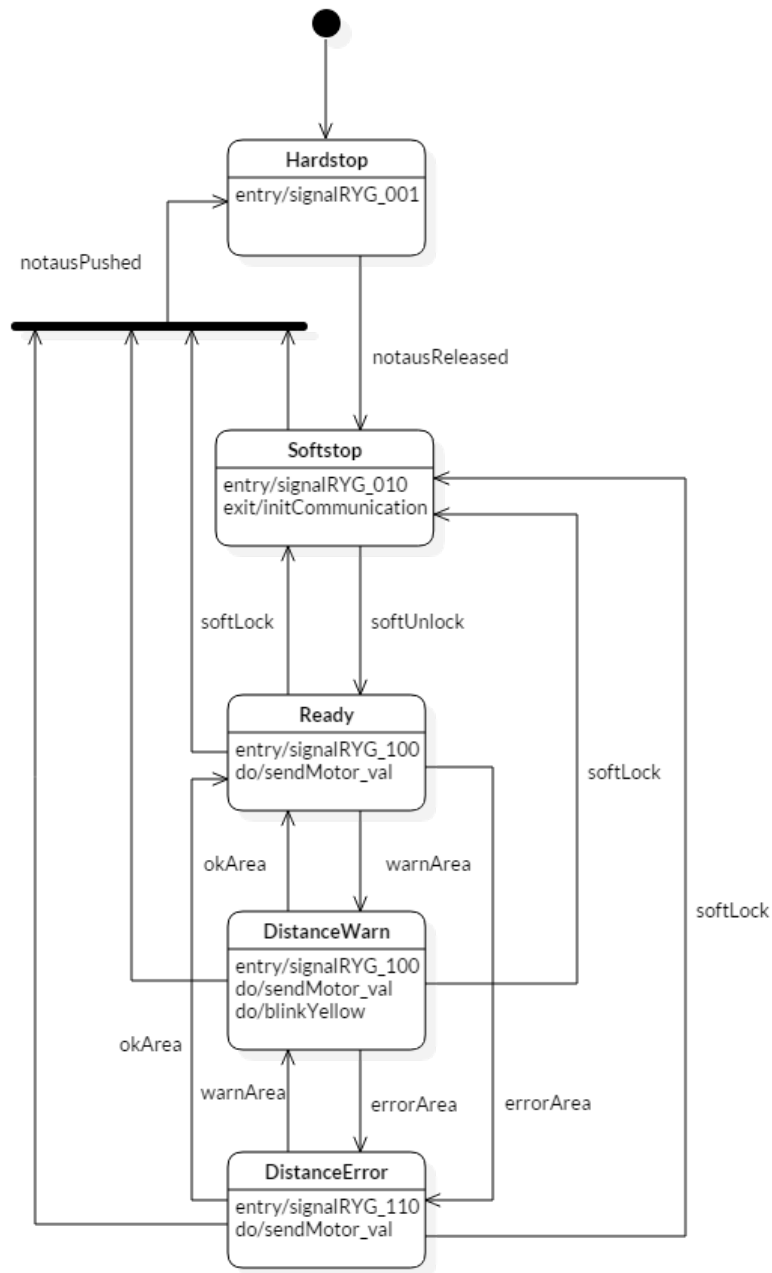 Hardstop
entry/signalRYG_001
notausPushed
notausReleased
Softstop
entry/signalRYG_010
exit/initCommunication
softLock
softUnlock
Ready
entry/signalRYG_100
do/sendMotor_val
softLock
okArea
warnArea
softLock
DistanceWarn
entry/signalRYG_100
do/sendMotor_val
do/blinkYellow
okArea
warnArea
errorArea
errorArea
DistanceError
entry/signalRYG_110
do/sendMotor_val